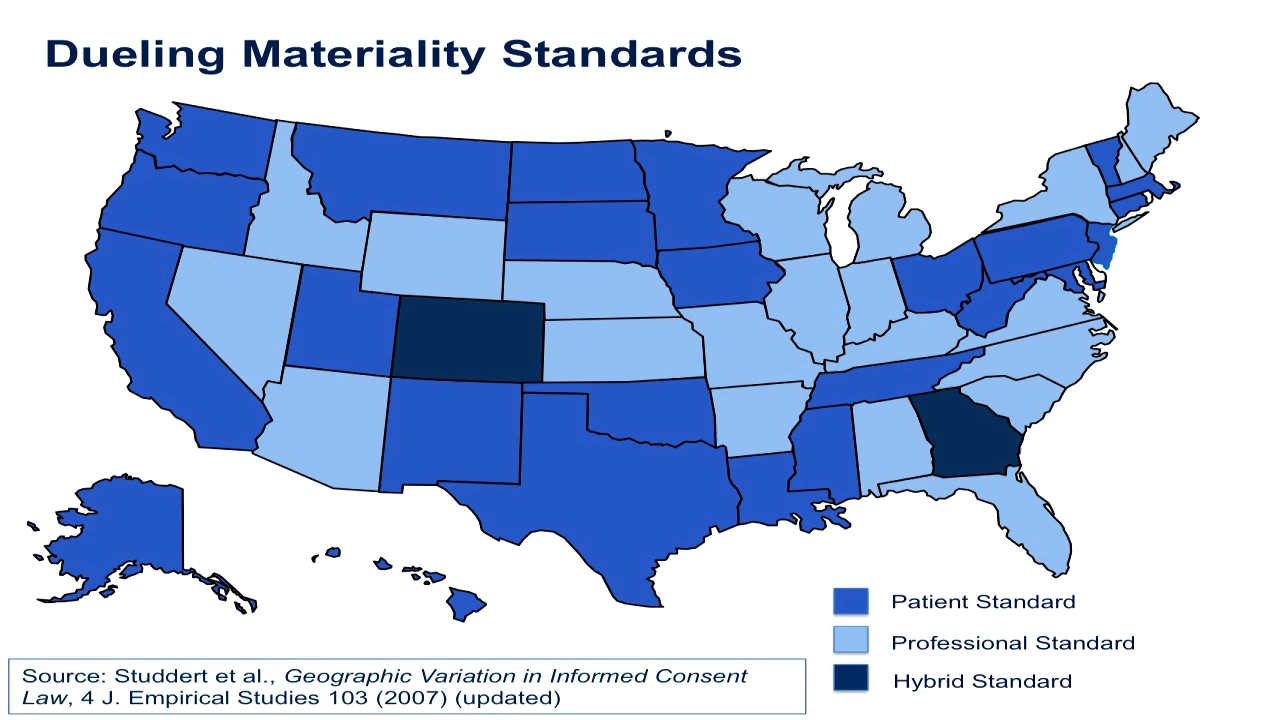 Dueling Materiality Standards
Patient Standard
Professional Standard
Hybrid Standard
Source: Studdert et al., Geographic Variation in Informed Consent
Law, 4 J. Empirical Studies 103 (2007) (updated)